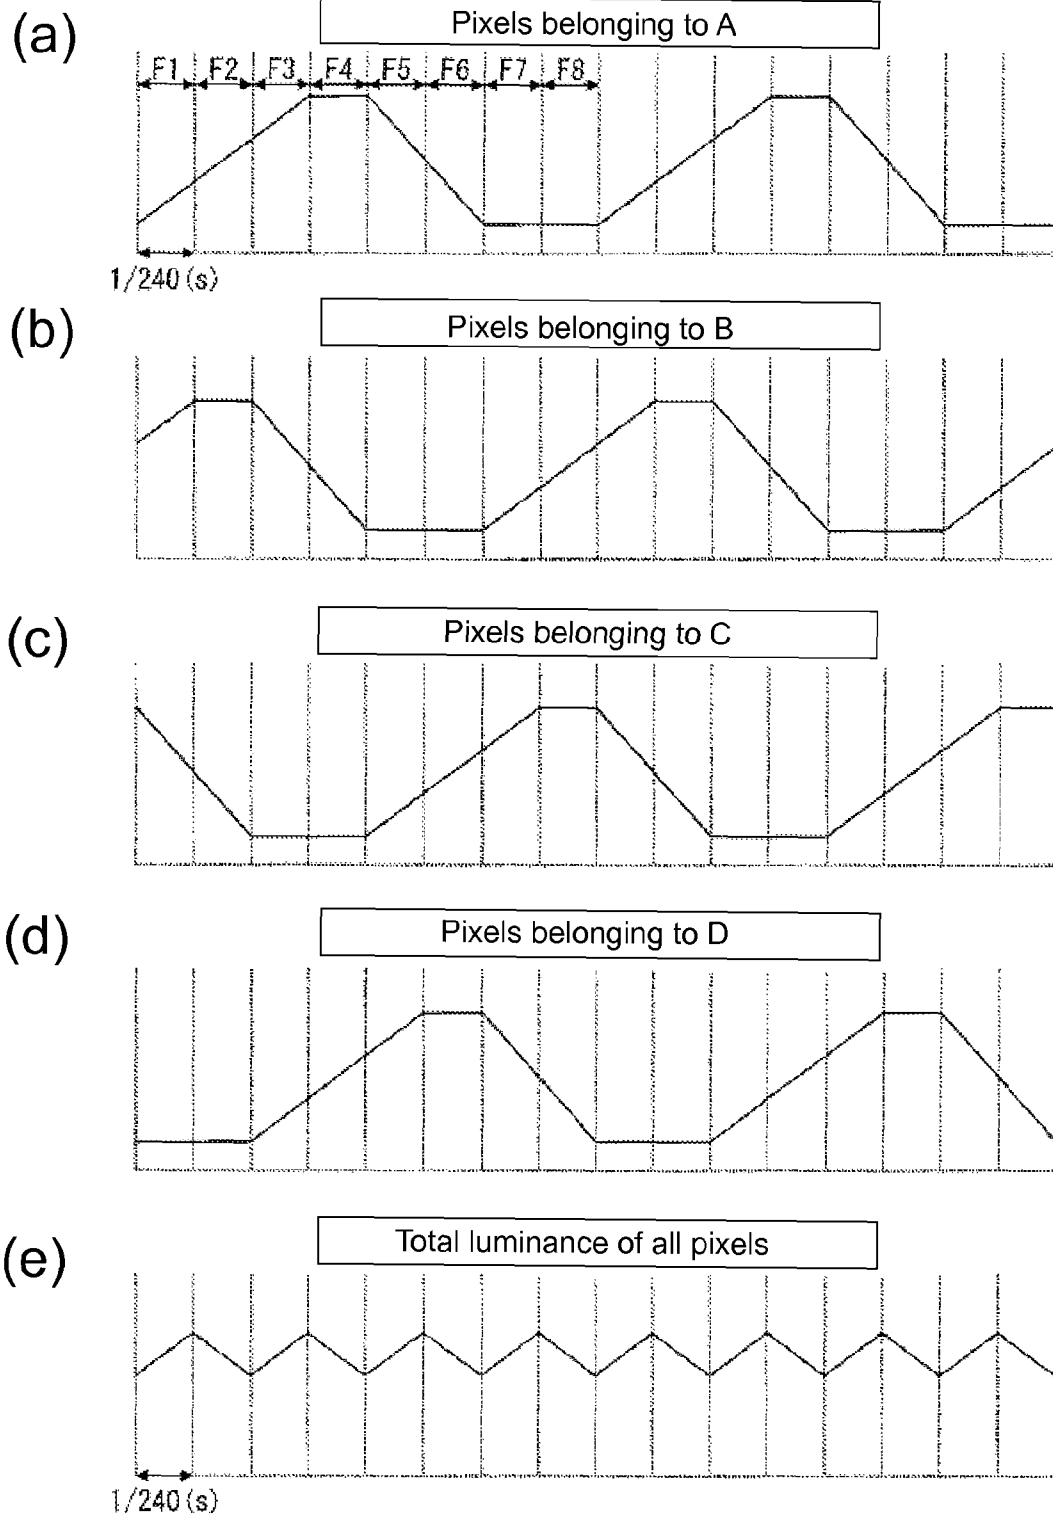 (a)
Pixels belonging to A
F1 F2 F3 F4 F5 F6 F7 F8
1/240(s)
(b)
Pixels belonging to B
(c)
Pixels belonging to C
(d)
Pixels belonging to D
(e)
Total luminance of all pixels
1/240(s)